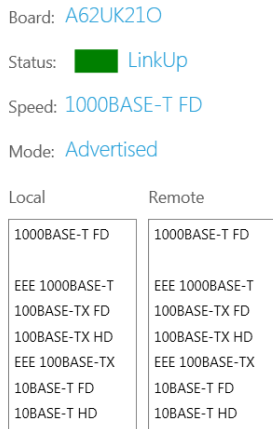 Board: A62UK21O
Status: LinkUp
Speed: 1000BASE-T FD
Mode: Advertised
Local Remote
1000BASE-T FD 1000BASE-T FD
EEE 1000BASE-T EEE 1000BASE-T
100BASE-TX FD 100BASE-TX FD
100BASE-TX HD 100BASE-TX HD
EEE 100BASE-TX EEE 100BASE-TX
10BASE-T FD 10BASE-T FD
10BASE-T HD 10BASE-T HD